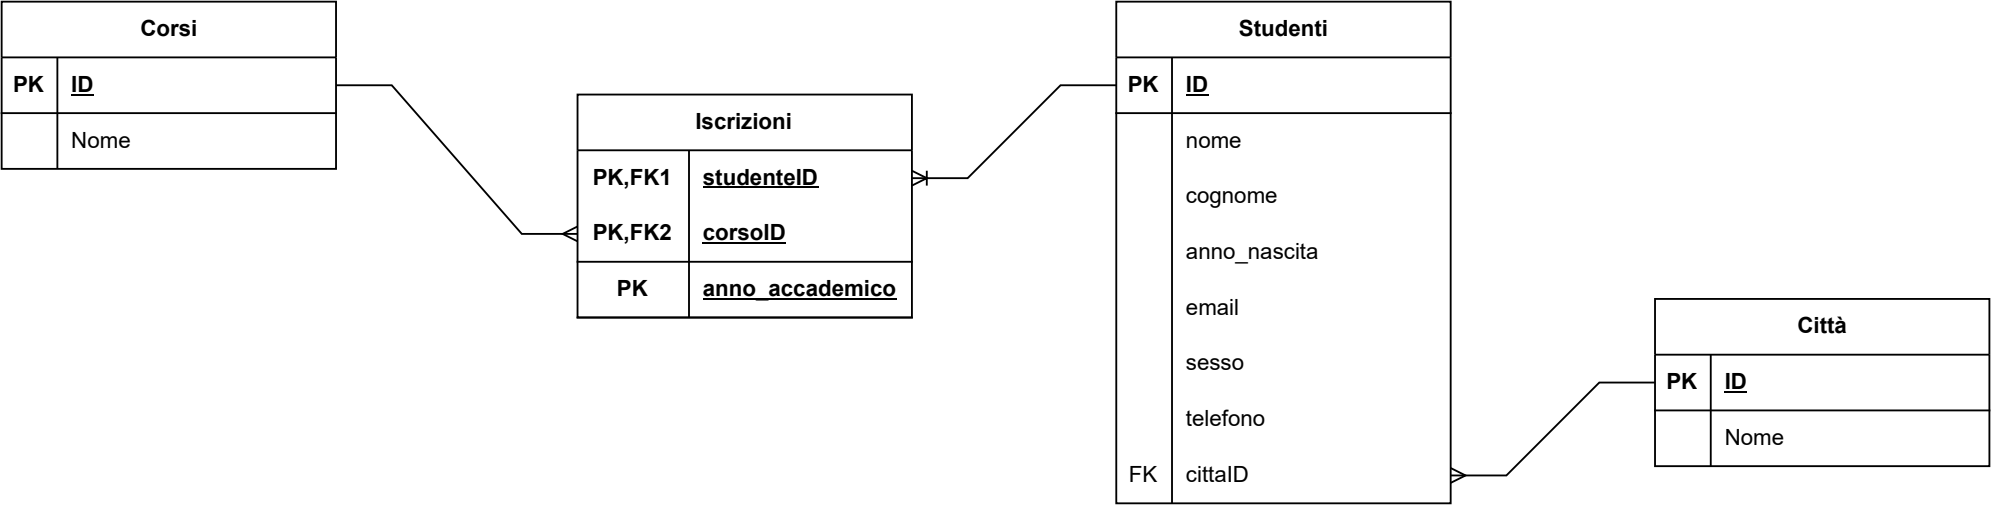 Corsi
PK ID
Nome
Iscrizioni
PK,FK1 studenteID
PK,FK2 corsoID
PK anno_accademico
Studenti
PK ID
nome
cognome
anno_nascita
email
sesso
telefono
FK cittaID
Città
PK ID
Nome